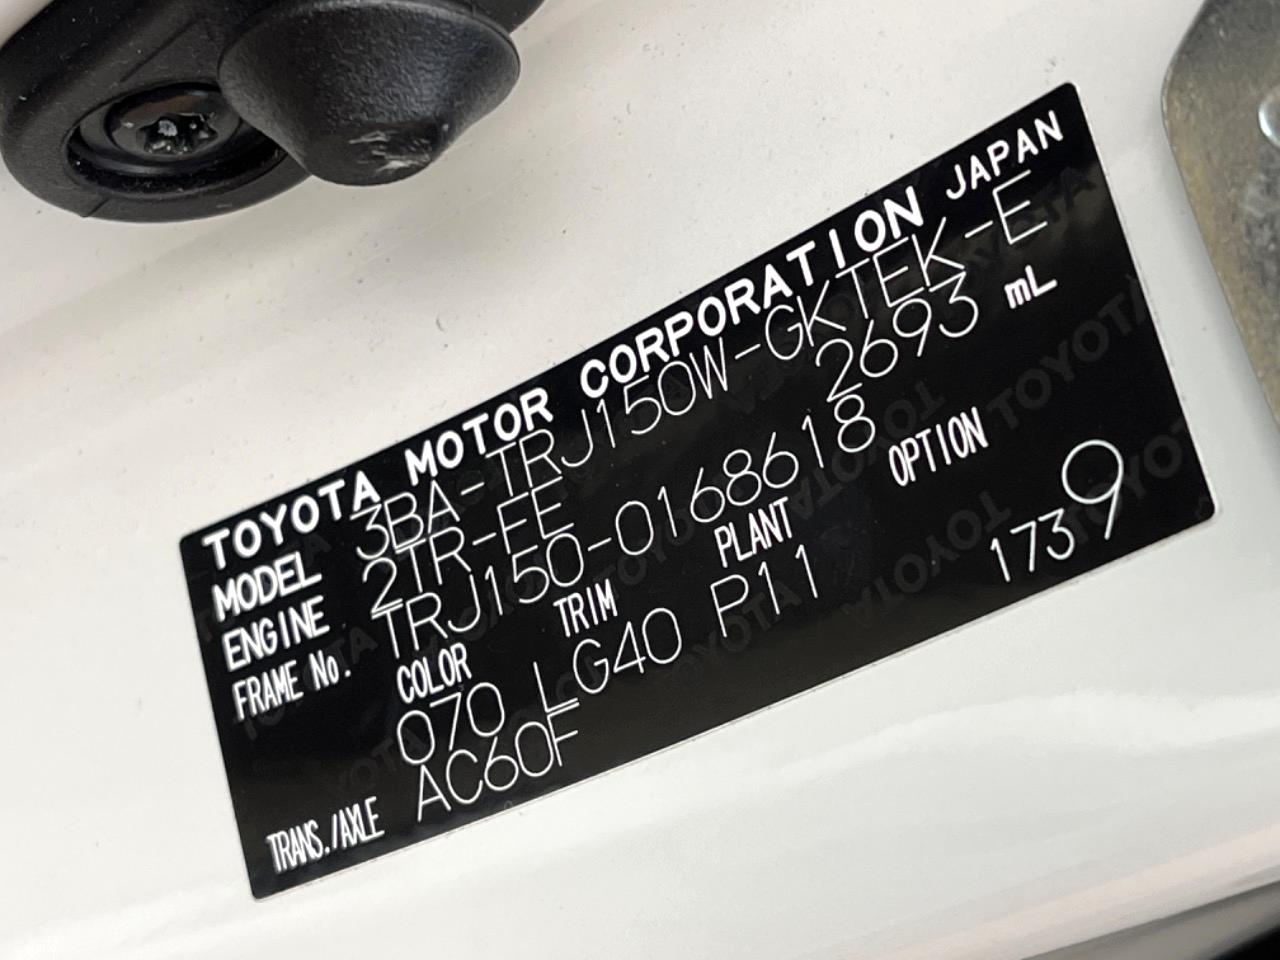 TOYOTA MOTOR CORPORATION JAPAN
MODEL 3BA-TRJ150W-GKTEK-E
ENGINE 2TR-FE 2693 mL
FRAME No. TRJ150-0168618
COLOR TRIM PLANT OPTION
070 LG40 P11 1739
TRANS./AXLE AC60F